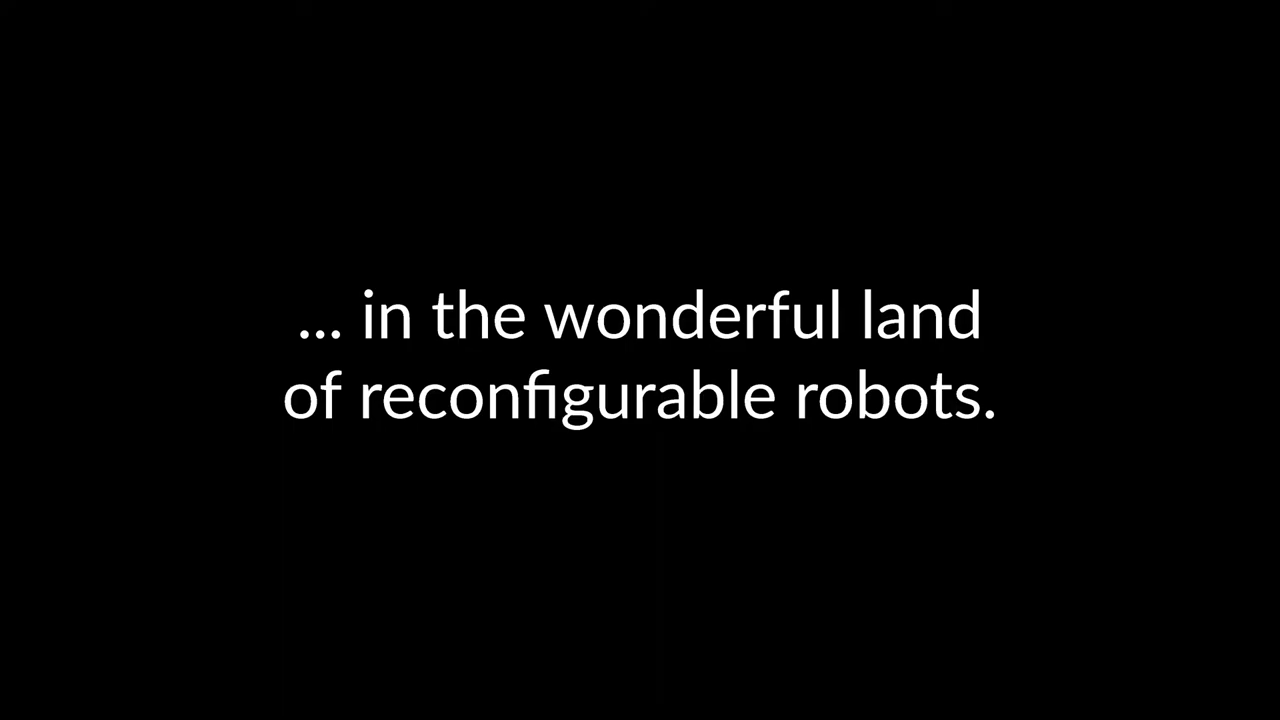 ... in the wonderful land
of reconfigurable robots.